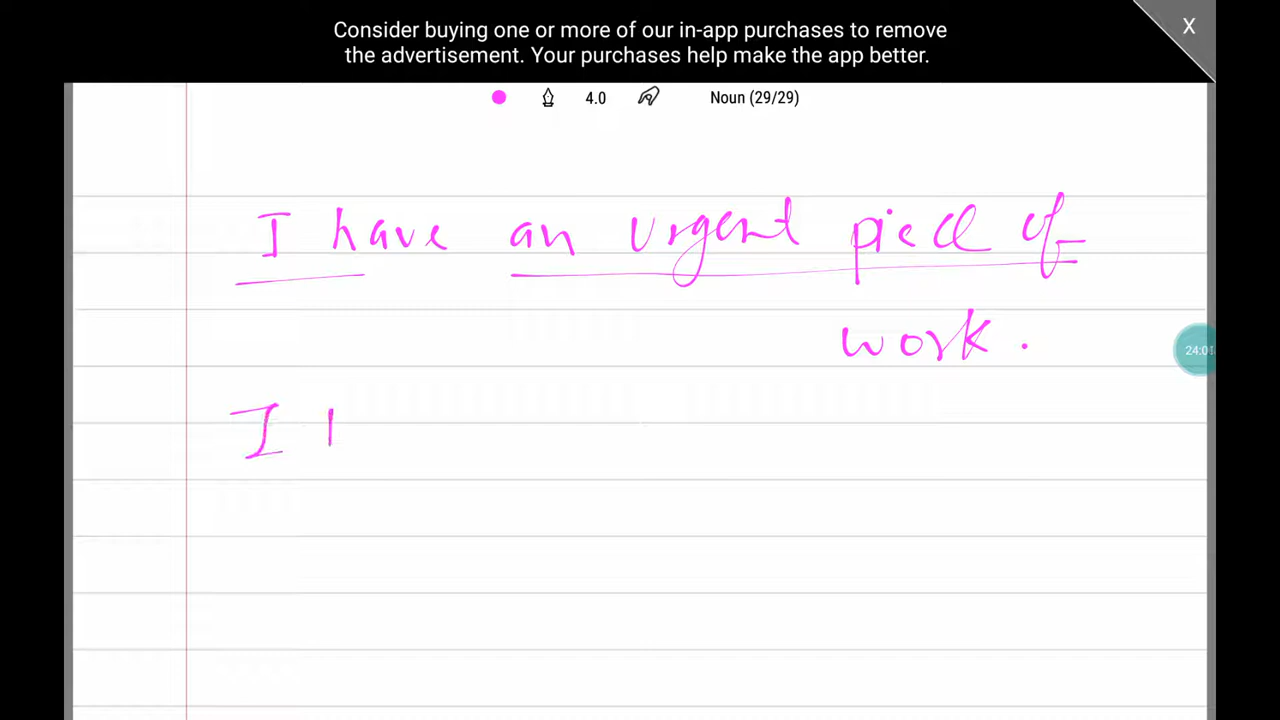 Consider buying one or more of our in-app purchases to remove
the advertisement. Your purchases help make the app better.
X
4.0 Noun (29/29)
I have an urgent piece of
work.
I